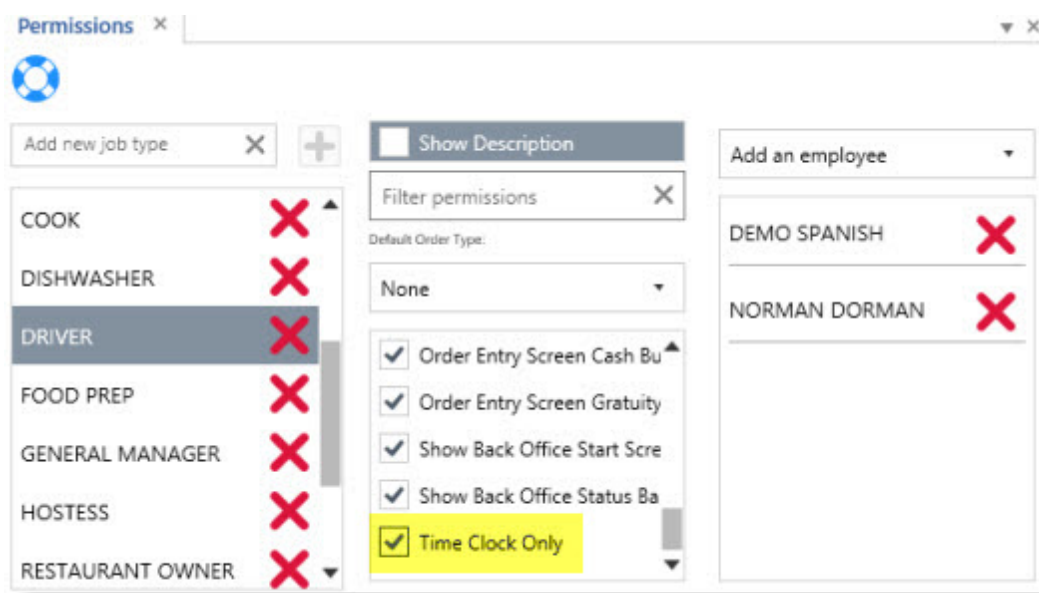 Permissions
Add new job type
COOK
DISHWASHER
DRIVER
FOOD PREP
GENERAL MANAGER
HOSTESS
RESTAURANT OWNER
Show Description
Filter permissions
Default Order Type:
None
Order Entry Screen Cash Bu
Order Entry Screen Gratuity
Show Back Office Start Scre
Show Back Office Status Ba
Time Clock Only
Add an employee
DEMO SPANISH
NORMAN DORMAN